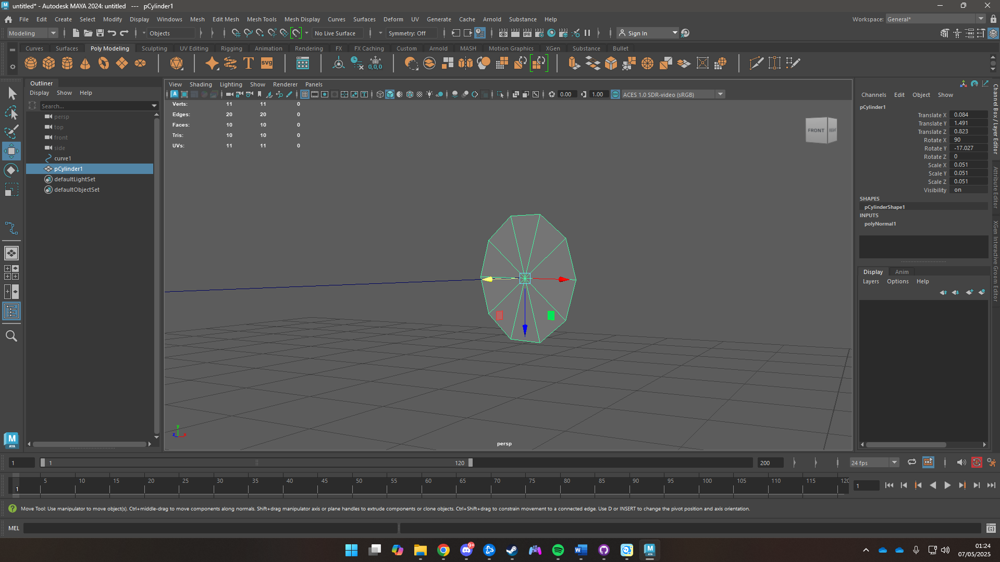 untitled* - Autodesk MAYA 2024: untitled --- pCylinder1
File Edit Create Select Modify Display Windows Mesh Edit Mesh Mesh Tools Mesh Display Curves Surfaces Deform UV Generate Cache Arnold Substance Help
Workspace: General*
Modeling Objects No Live Surface Symmetry: Off IPR Sign In
Curves Surfaces Poly Modeling Sculpting UV Editing Rigging Animation Rendering FX FX Caching Custom Arnold MASH Motion Graphics XGen Substance Bullet
T SVG 0,0,0
Outliner
Display Show Help
Search...
persp
top
front
side
curve1
pCylinder1
defaultLightSet
defaultObjectSet
View Shading Lighting Show Renderer Panels
0.00 1.00 ON ACES 1.0 SDR-video (sRGB)
Verts: 11 11 0
Edges: 20 20 0
Faces: 10 10 0
Tris: 10 10 0
UVs: 11 11 0
FRONT RIGHT
y
z x
persp
Channels Edit Object Show
pCylinder1
Translate X 0.084
Translate Y 1.491
Translate Z 0.823
Rotate X 90
Rotate Y -17.027
Rotate Z 0
Scale X 0.051
Scale Y 0.051
Scale Z 0.051
Visibility on
SHAPES
pCylinderShape1
INPUTS
polyNormal1
Display Anim
Layers Options Help
Channel Box / Layer Editor
Attribute Editor
XGen Interactive Groom Editor
M
AYA
1 1 120 200 24 fps
5 10 15 20 25 30 35 40 45 50 55 60 65 70 75 80 85 90 95 100 105 110 115 120
1 1
Move Tool: Use manipulator to move object(s). Ctrl+middle-drag to move components along normals. Shift+drag manipulator axis or plane handles to extrude components or clone objects. Ctrl+Shift+drag to constrain movement to a connected edge. Use D or INSERT to change the pivot position and axis orientation.
MEL
9+
01:24
07/05/2025